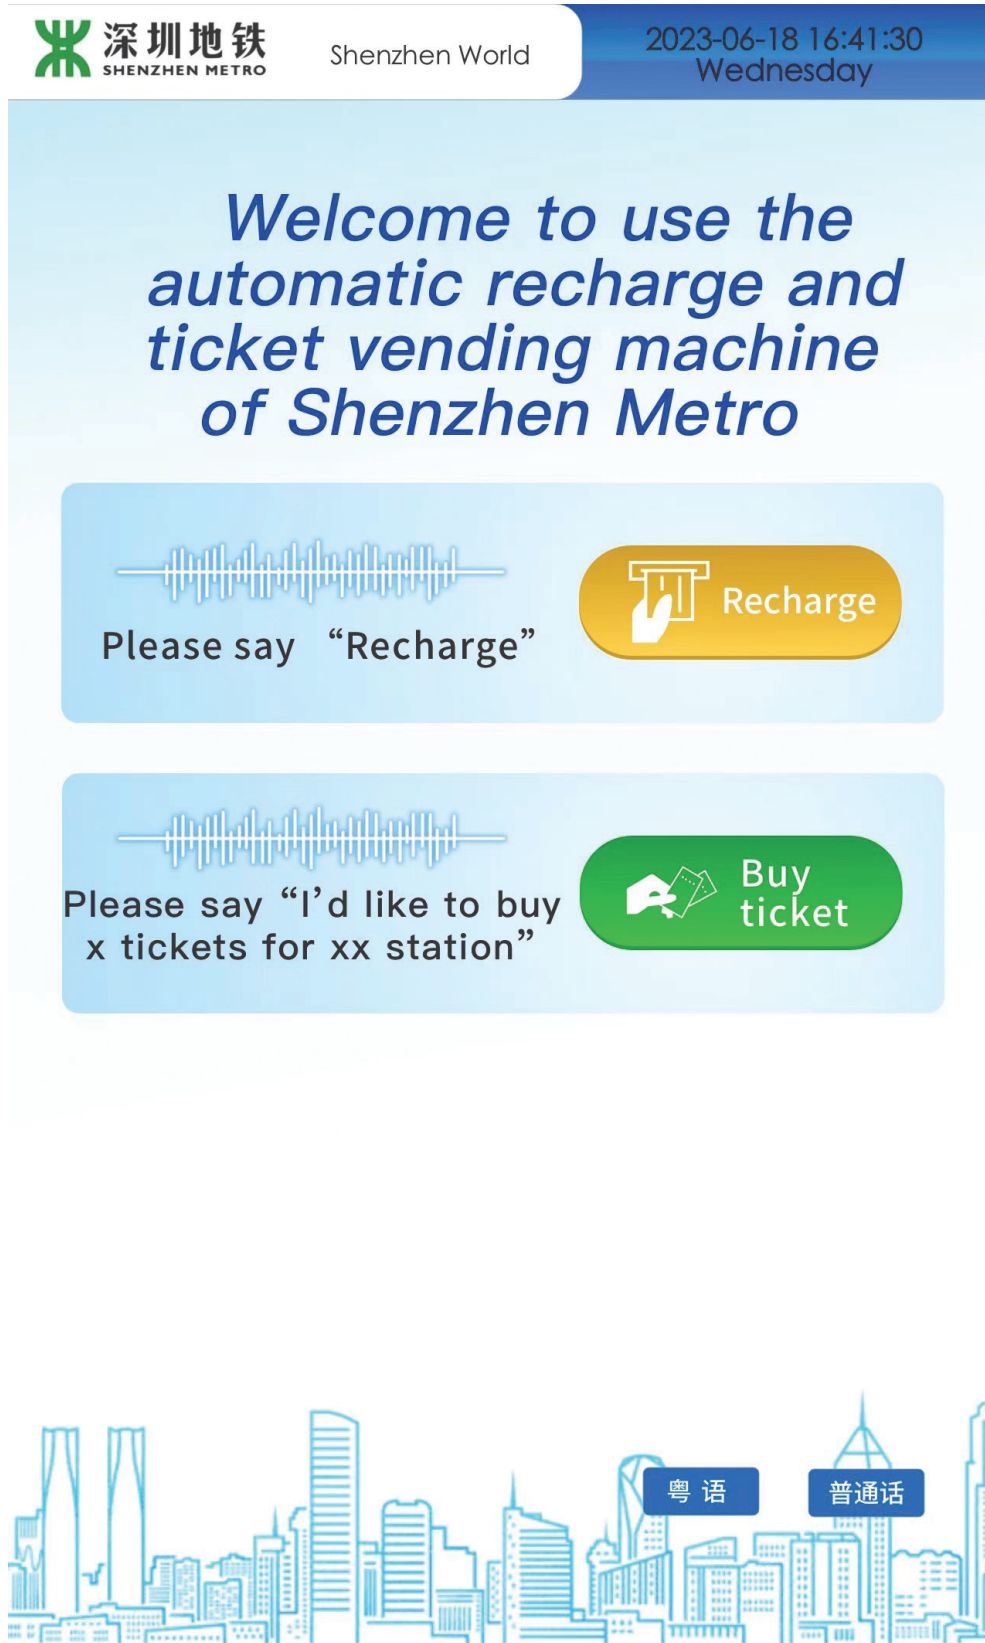 深圳地铁
SHENZHEN METRO
Shenzhen World
2023-06-18 16:41:30
Wednesday
Welcome to use the
automatic recharge and
ticket vending machine
of Shenzhen Metro
Please say “Recharge”
Recharge
Please say “I’d like to buy
x tickets for xx station”
Buy
ticket
粤语
普通话